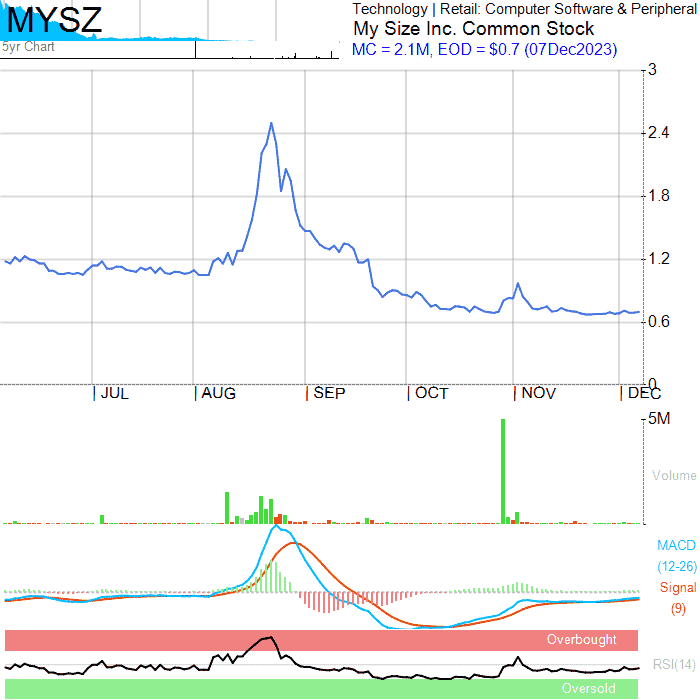 MYSZ
Technology | Retail: Computer Software & Peripheral
My Size Inc. Common Stock
5yr Chart
MC = 2.1M, EOD = $0.7 (07Dec2023)
3
2.4
1.8
1.2
0.6
0
JUL
AUG
SEP
OCT
NOV
DEC
5M
Volume
MACD
(12-26)
Signal
(9)
Overbought
RSI(14)
Oversold